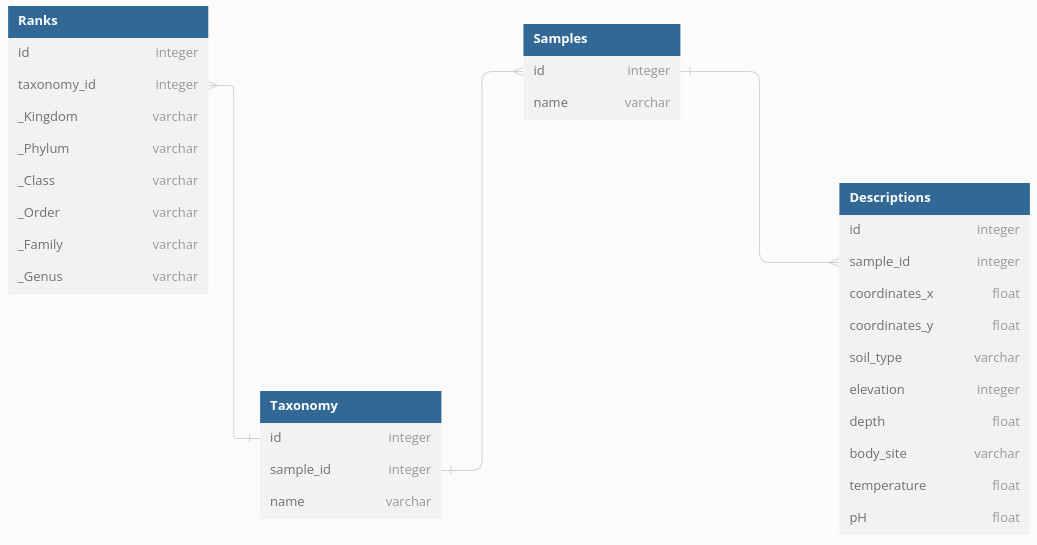 Ranks
id integer
taxonomy_id integer
_Kingdom varchar
_Phylum varchar
_Class varchar
_Order varchar
_Family varchar
_Genus varchar
Samples
id integer
name varchar
Taxonomy
id integer
sample_id integer
name varchar
Descriptions
id integer
sample_id integer
coordinates_x float
coordinates_y float
soil_type varchar
elevation integer
depth float
body_site varchar
temperature float
pH float